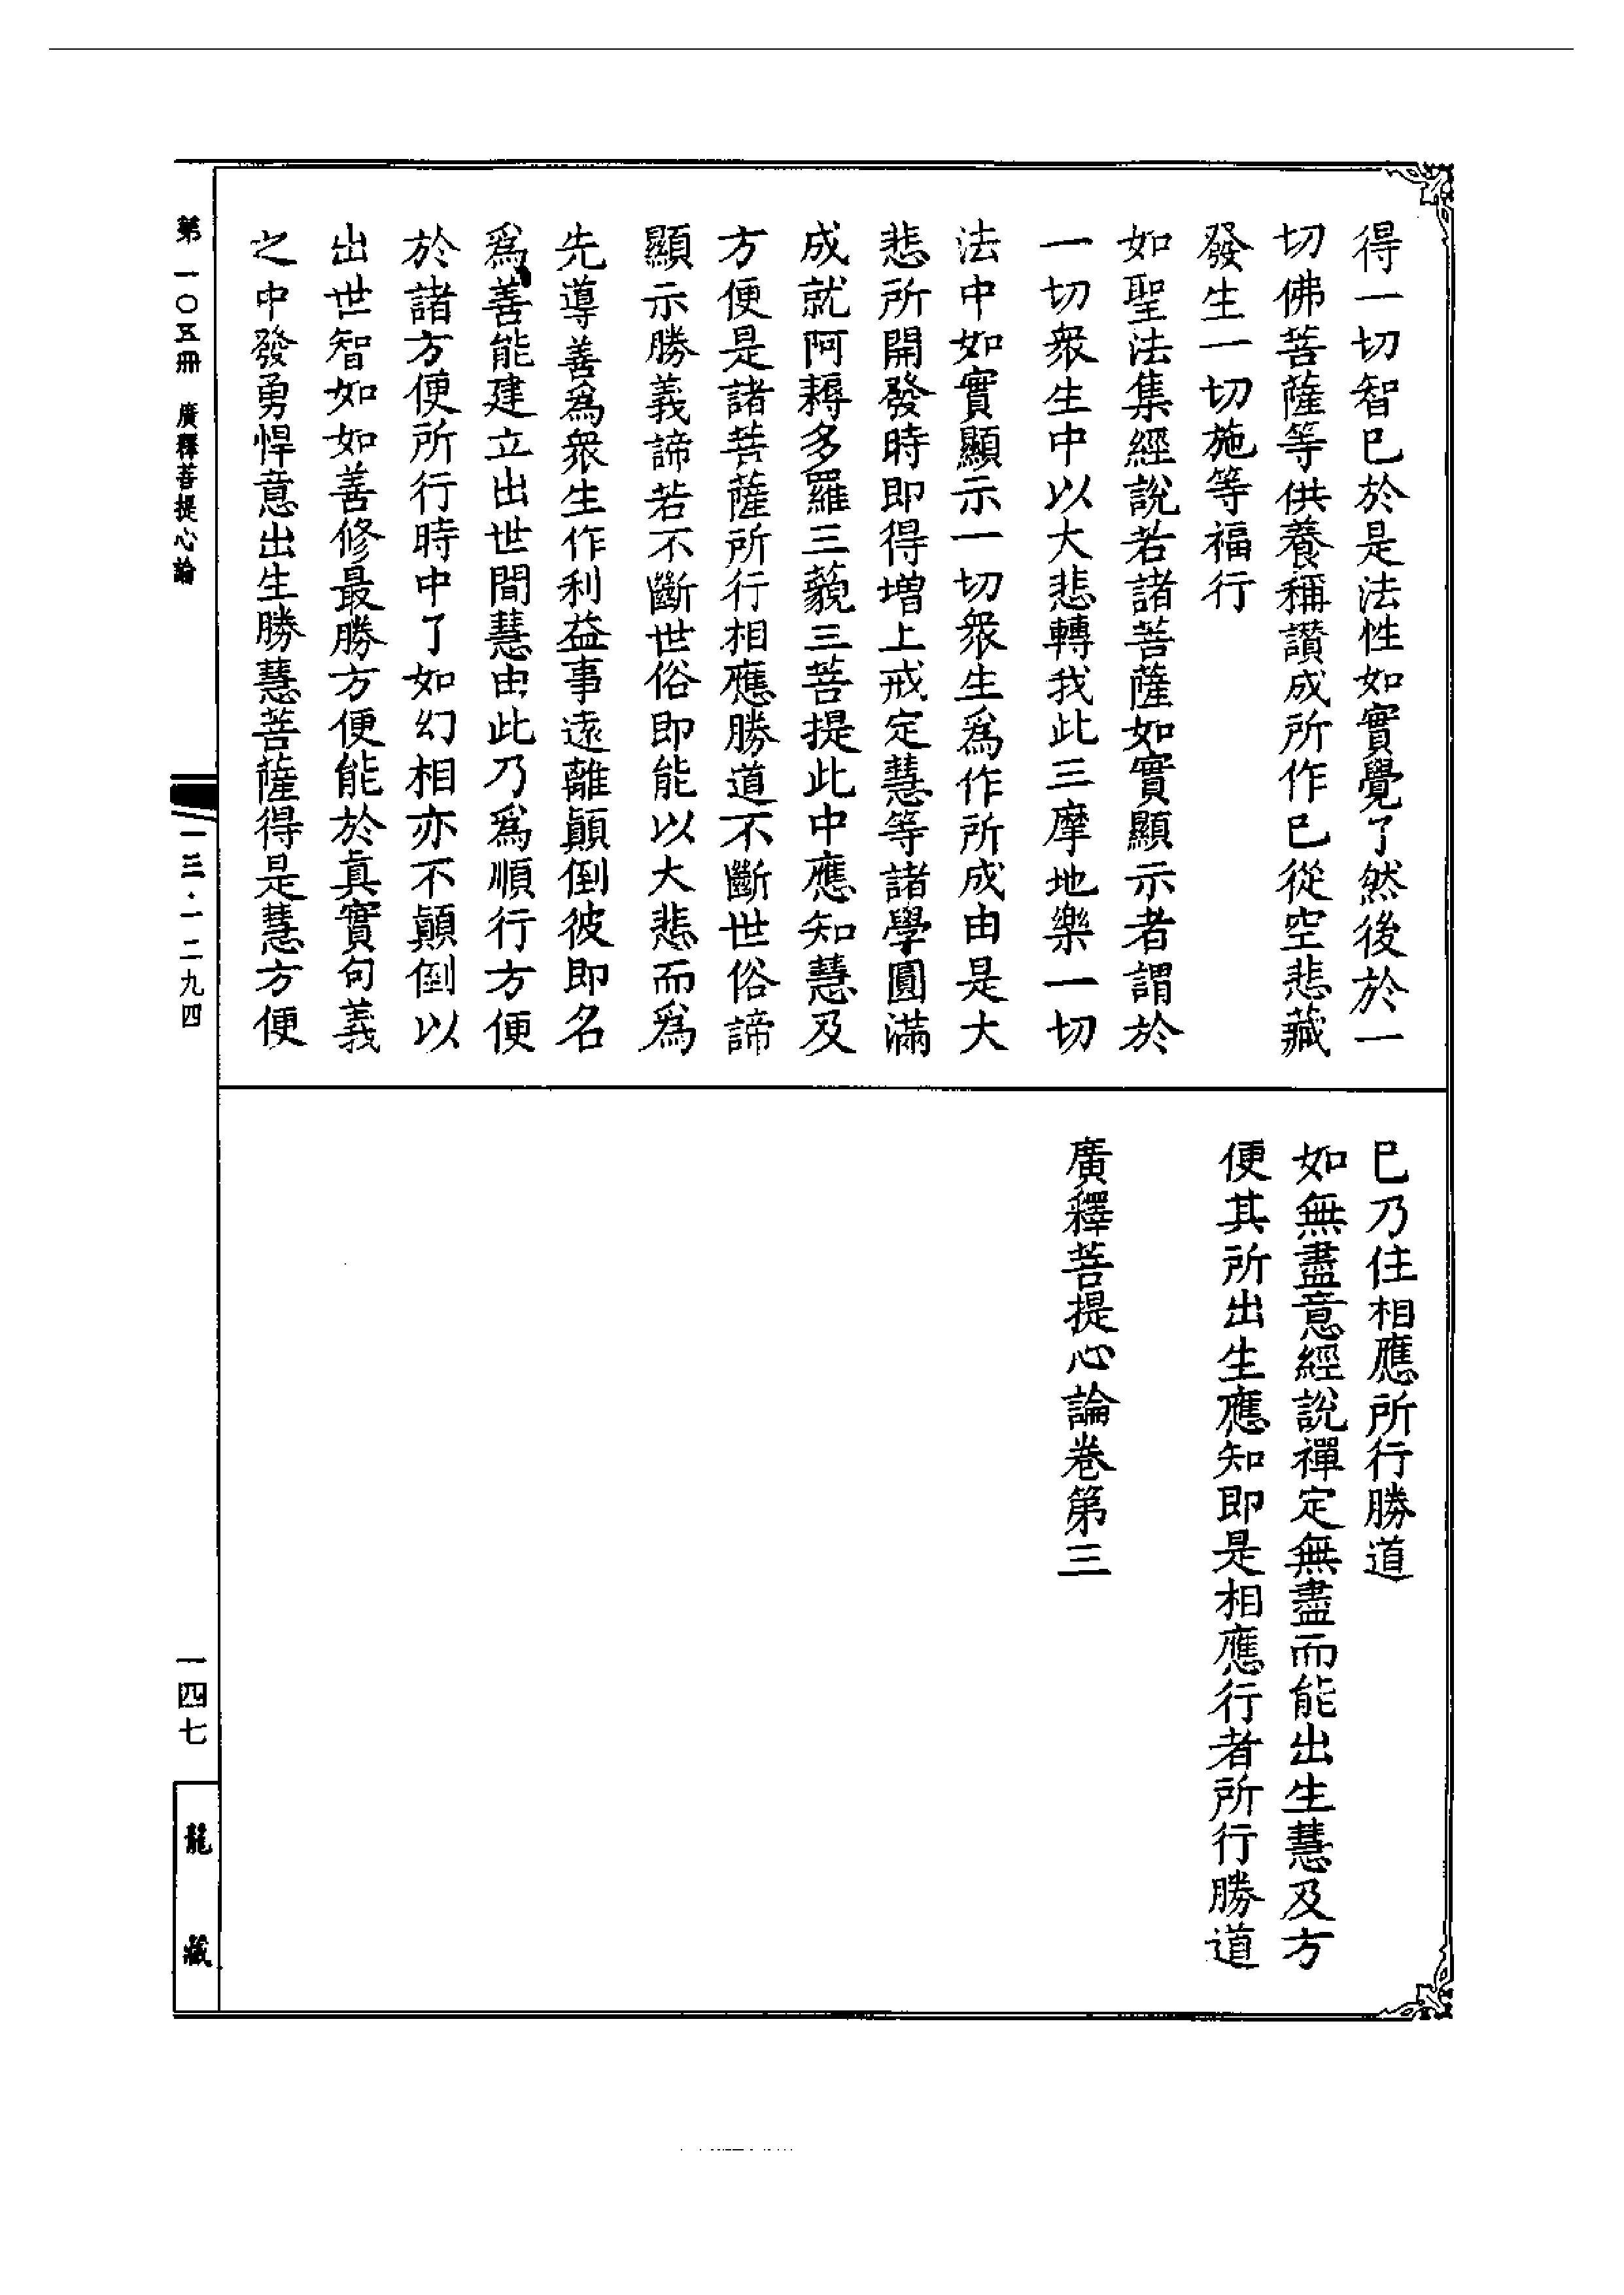 得一切智已於是法性如實覺了然後於一
切佛菩薩等供養稱讚成所作已從空悲藏
發生一切施等福行
如聖法集經說若諸菩薩如實顯示者謂於
一切衆生中以大悲轉我此三摩地樂一切
法中如實顯示一切衆生爲作所成由是大
悲所開發時即得增上戒定慧等諸學圓滿
成就阿耨多羅三藐三菩提此中應知慧及
方便是諸菩薩所行相應勝道不斷世俗諦
顯示勝義諦若不斷世俗即能以大悲而爲
先導善爲衆生作利益事遠離顛倒彼即名
爲善能建立出世間慧由此乃爲順行方便
於諸方便所行時中了如幻相亦不顛倒以
出世智如如善修最勝方便能於真實句義
之中發勇悍意出生勝慧菩薩得是慧方便
已乃住相應所行勝道
如無盡意經說禪定無盡而能出生慧及方
便其所出生應知即是相應行者所行勝道
廣釋菩提心論卷第三
第一〇五冊 廣釋菩提心論
一三·一二九四
一四七
龍藏